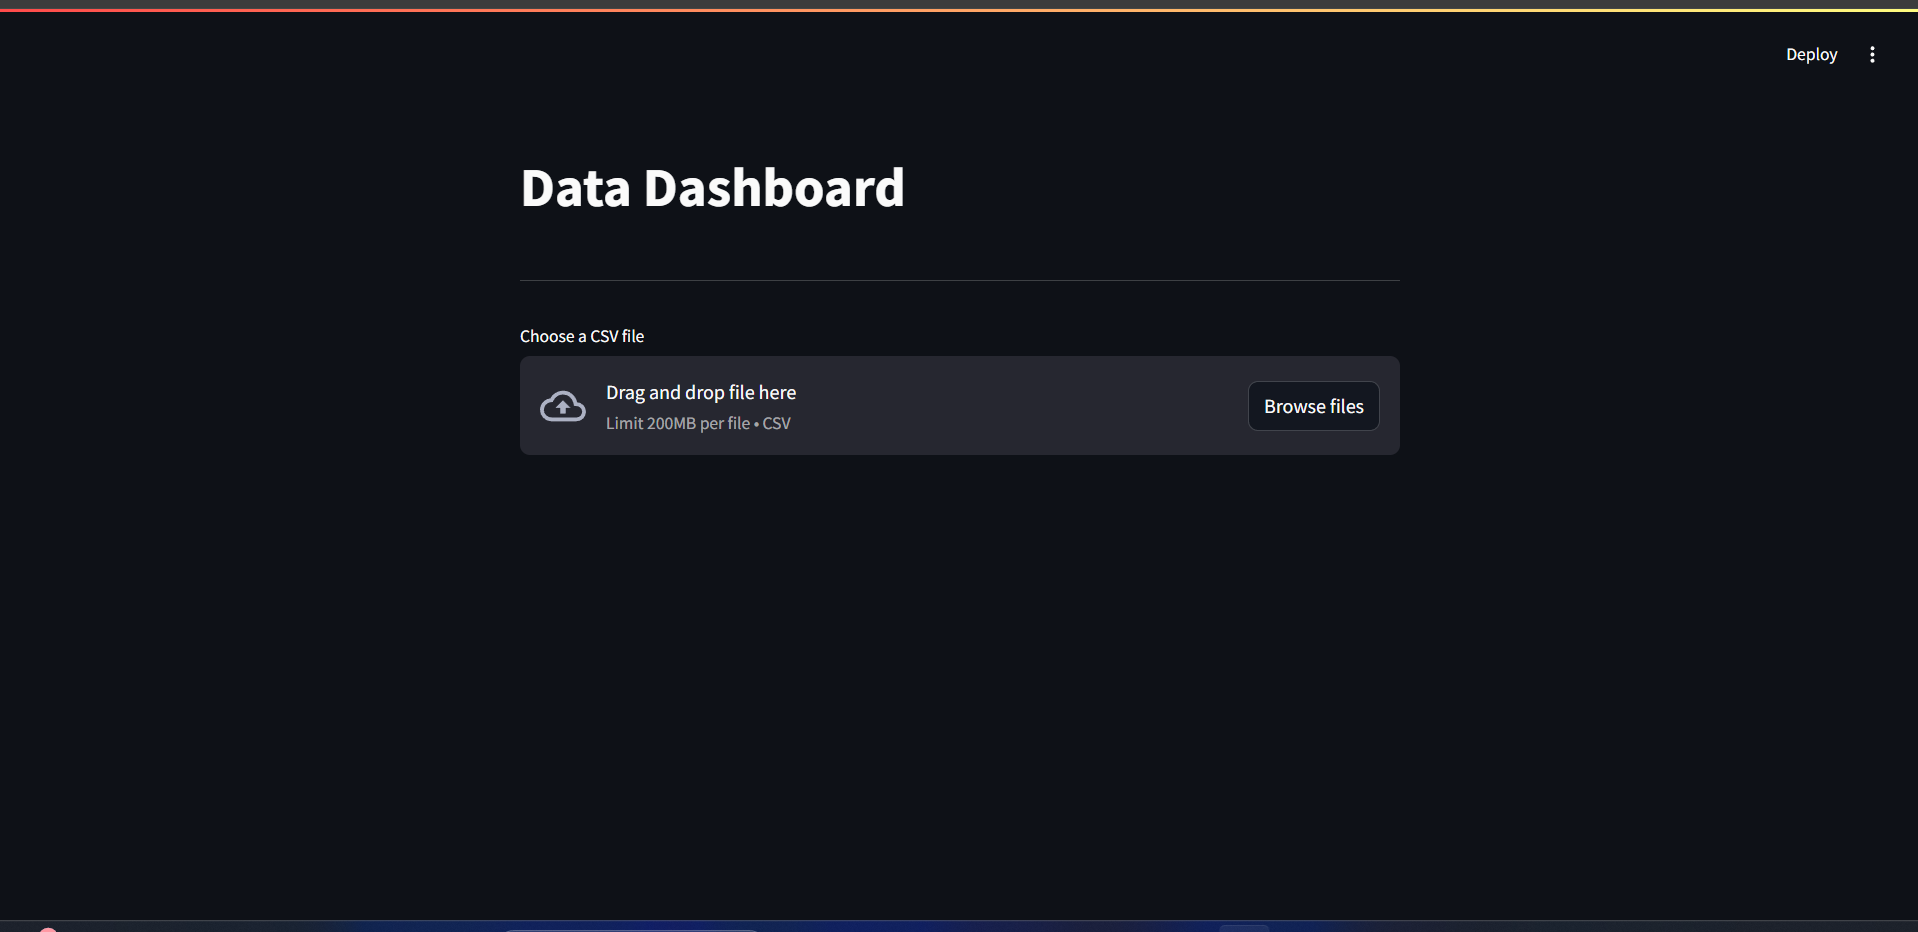 Deploy
Data Dashboard
Choose a CSV file
Drag and drop file here
Limit 200MB per file • CSV
Browse files